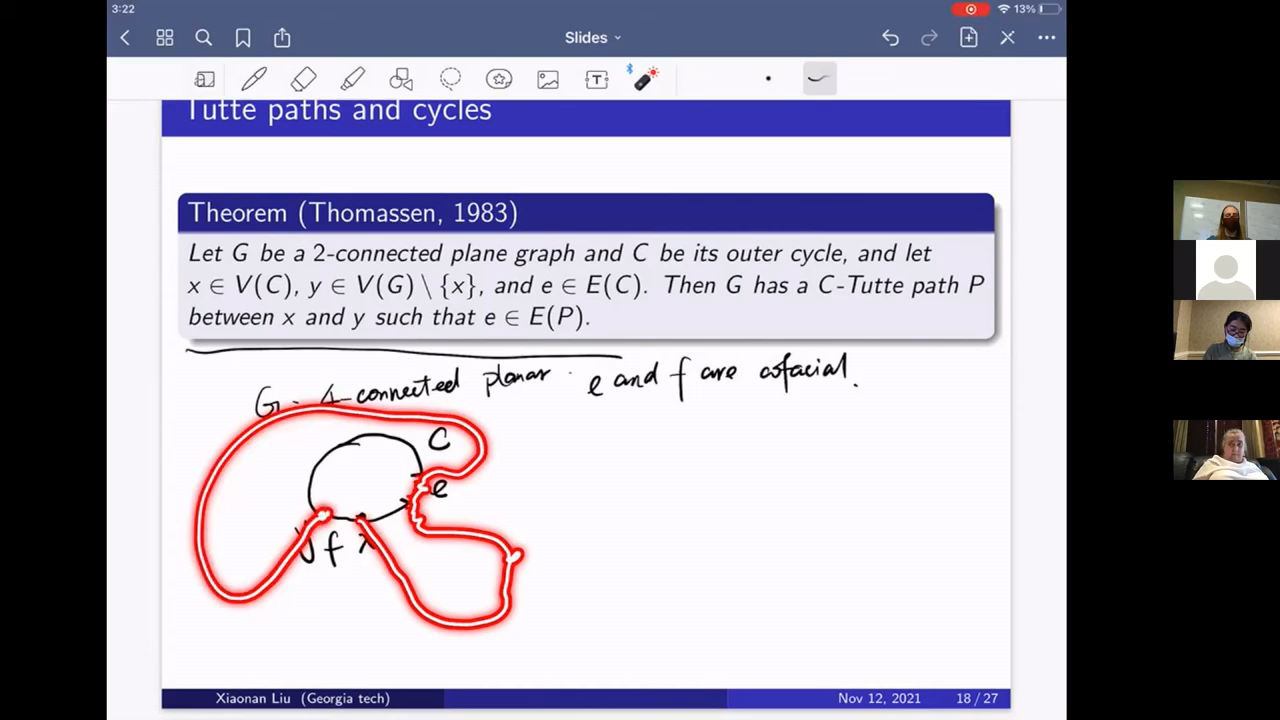 3:22
13%
Slides
Tutte paths and cycles
Theorem (Thomassen, 1983)
Let G be a 2-connected plane graph and C be its outer cycle, and let
x ∈ V(C), y ∈ V(G) \ {x}, and e ∈ E(C). Then G has a C-Tutte path P
between x and y such that e ∈ E(P).
G. 4-connected planar. e and f are cofacial.
C
e
y f x
Xiaonan Liu (Georgia tech)
Nov 12, 2021
18 / 27